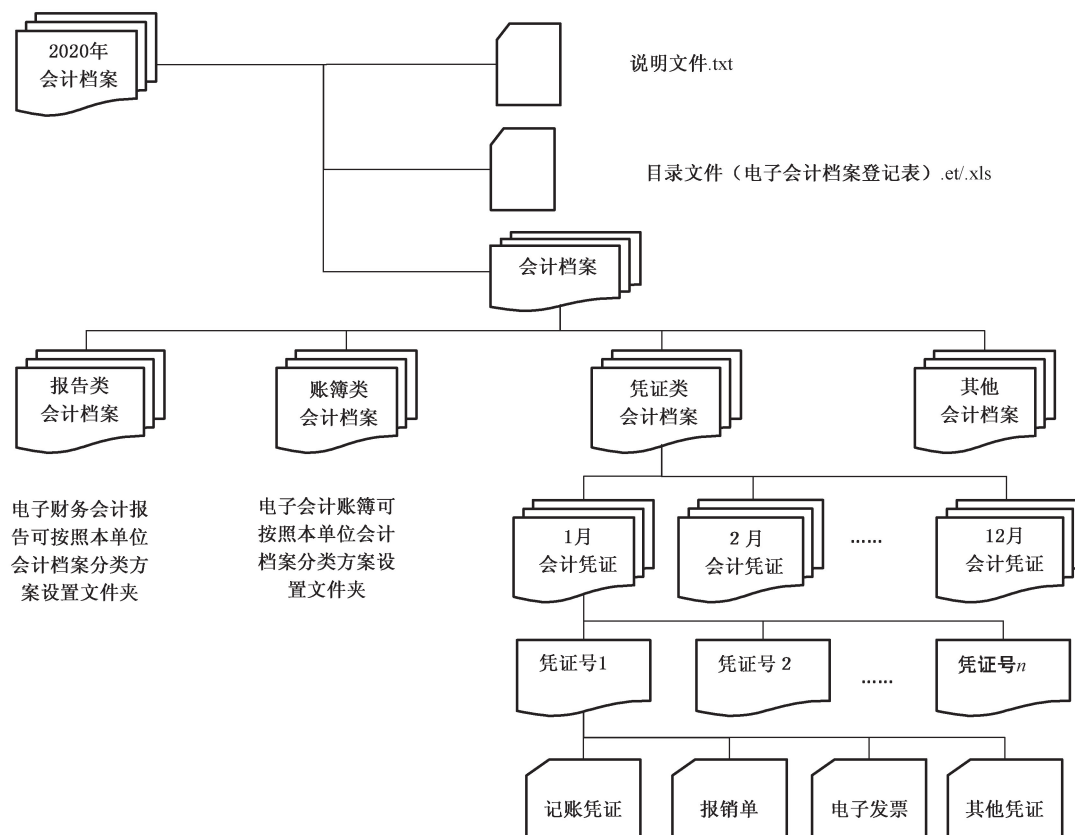 2020年
会计档案
说明文件.txt
目录文件（电子会计档案登记表）.et/.xls
会计档案
报告类
会计档案
账簿类
会计档案
凭证类
会计档案
其他
会计档案
电子财务会计报
告可按照本单位
会计档案分类方
案设置文件夹
电子会计账簿可
按照本单位会计
档案分类方案设
置文件夹
1月
会计凭证
2 月
会计凭证
……
12月
会计凭证
凭证号1
凭证号 2
……
凭证号n
记账凭证
报销单
电子发票
其他凭证